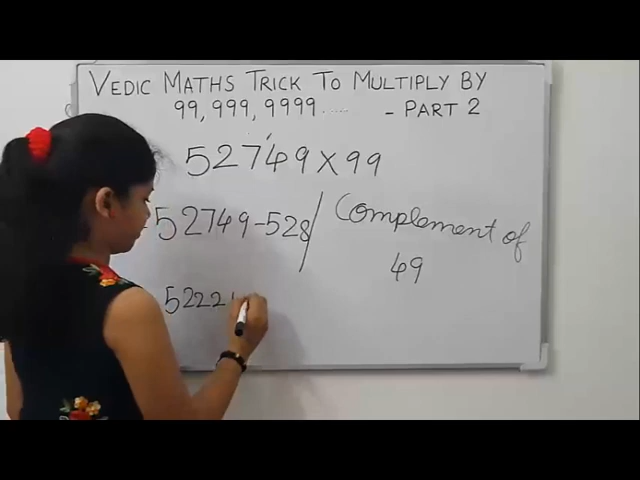 VEDIC MATHS TRICK TO MULTIPLY BY
99, 999, 9999 ..... - PART 2
52749 X 99
52749 - 528 / Complement of
49
5222